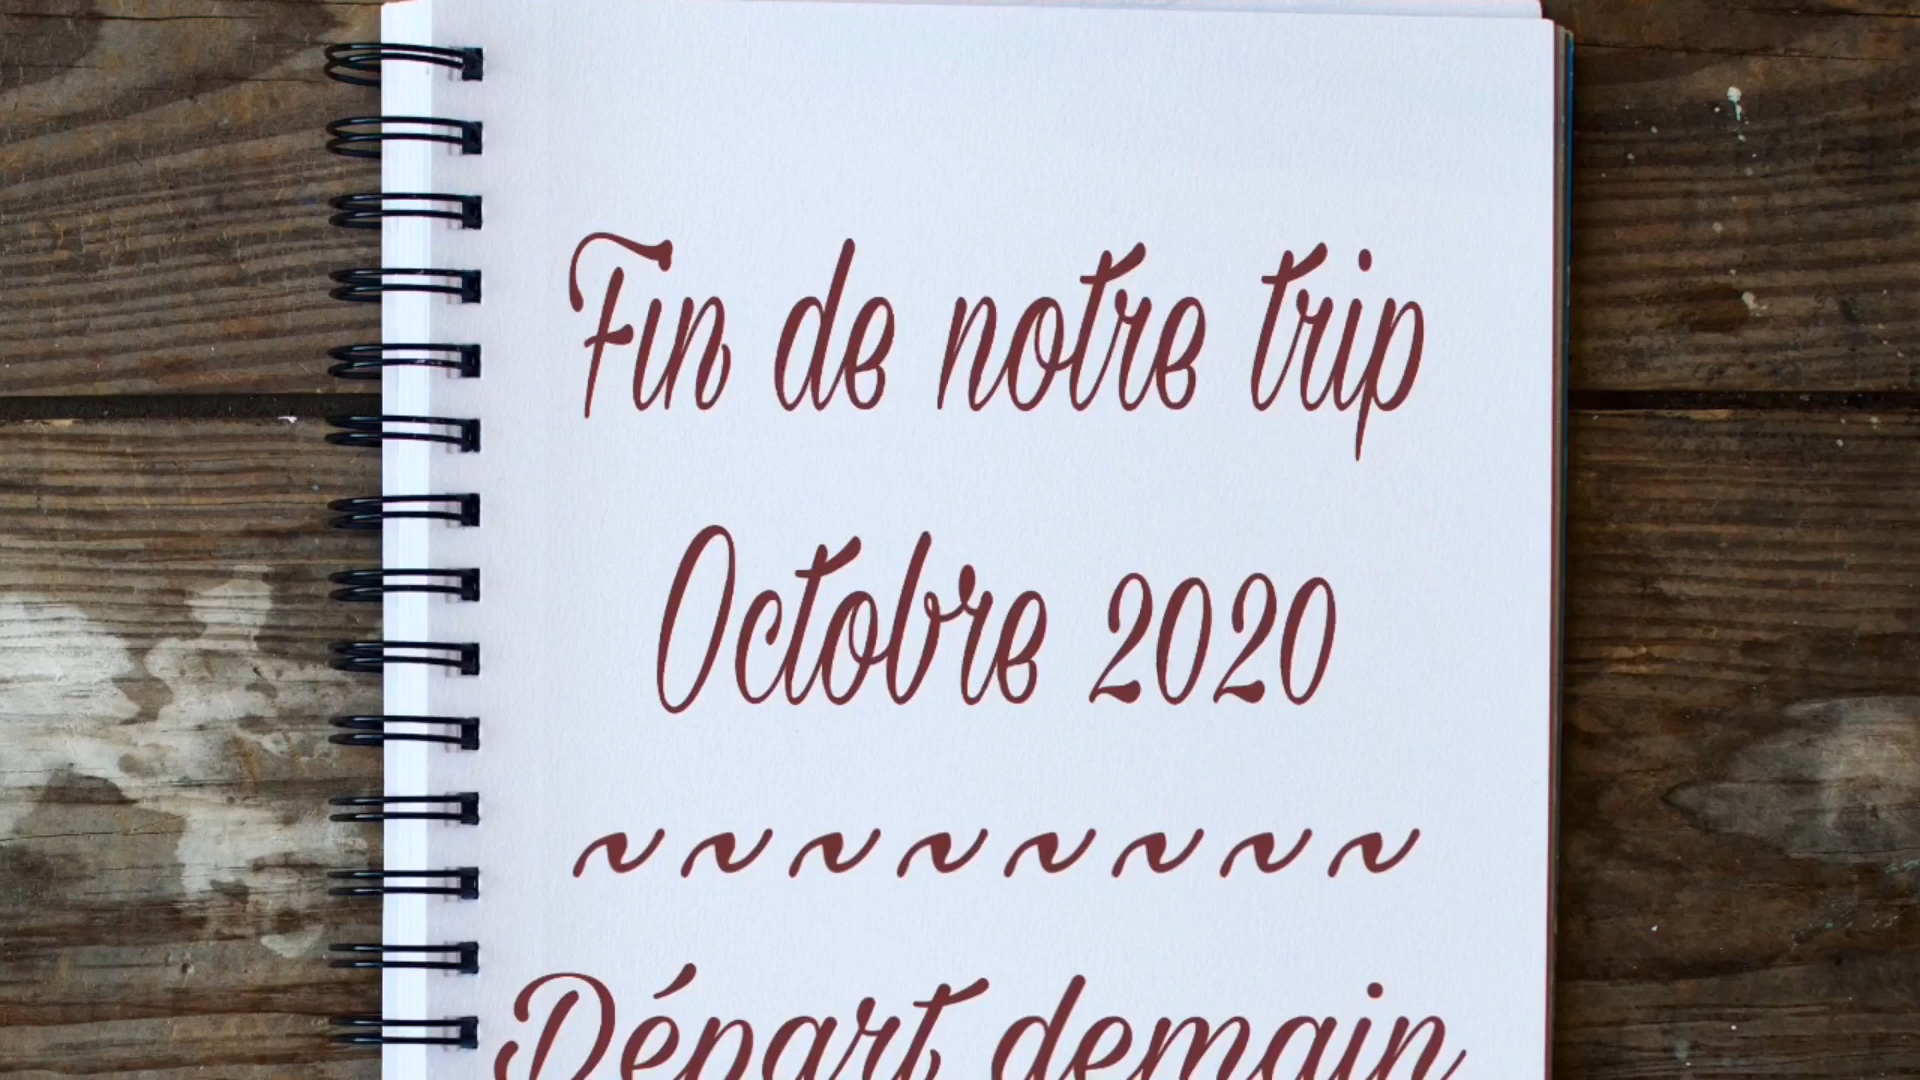 Fin de notre trip
Octobre 2020
~ ~ ~ ~ ~ ~ ~ ~
Départ demain